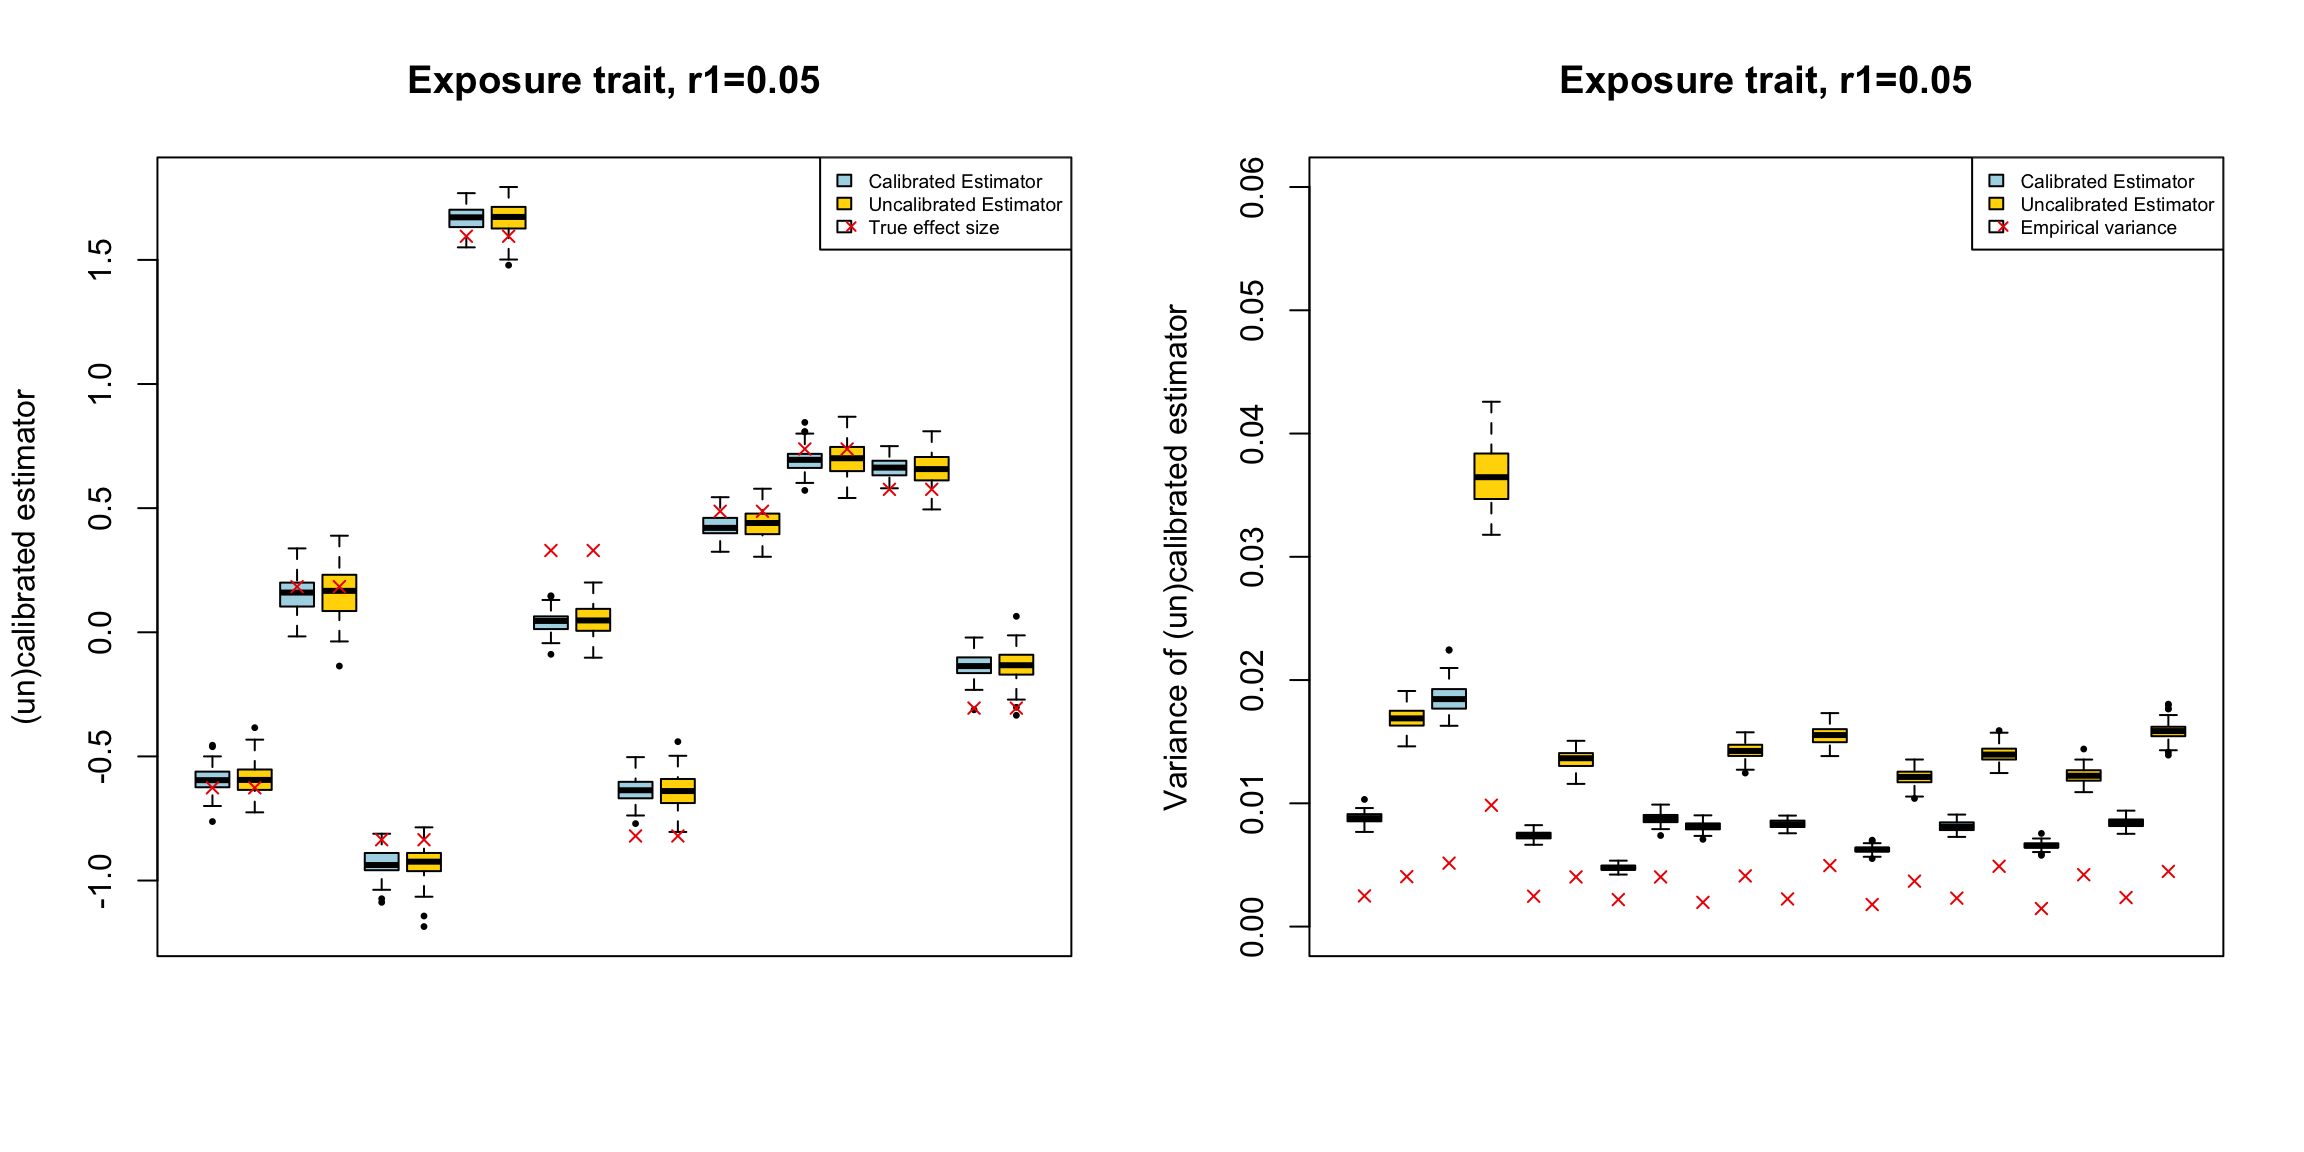 Exposure trait, r1=0.05
(un)calibrated estimator
1.5
1.0
0.5
0.0
-0.5
-1.0
Calibrated Estimator
Uncalibrated Estimator
True effect size
Exposure trait, r1=0.05
Variance of (un)calibrated estimator
0.06
0.05
0.04
0.03
0.02
0.01
0.00
Calibrated Estimator
Uncalibrated Estimator
Empirical variance